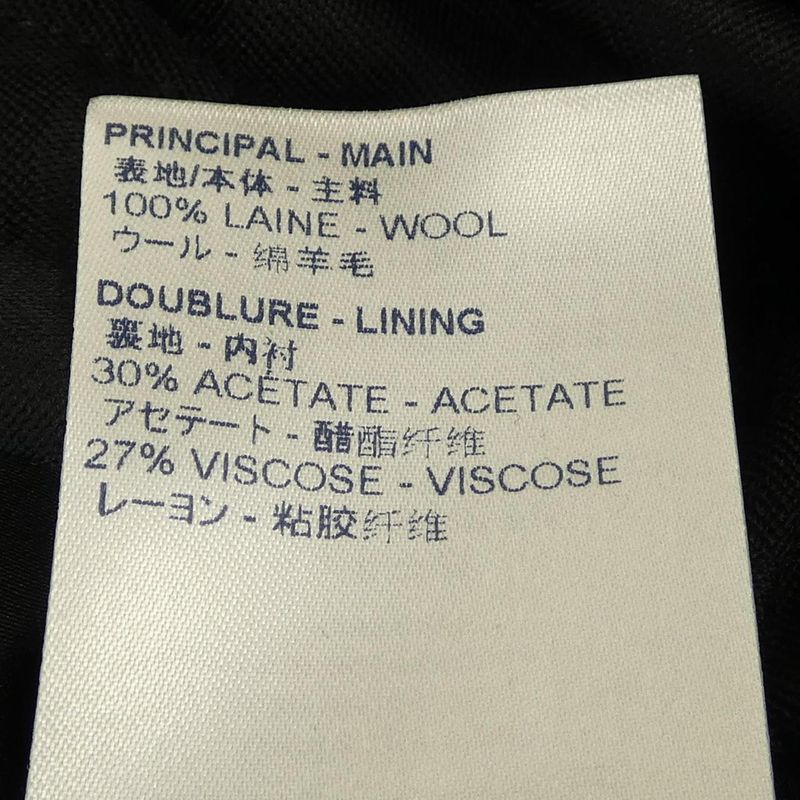 PRINCIPAL - MAIN
表地/本体 - 主料
100% LAINE - WOOL
ウール - 绵羊毛
DOUBLURE - LINING
裏地 - 内衬
30% ACÉTATE - ACETATE
アセテート - 醋酯纤维
27% VISCOSE - VISCOSE
レーヨン - 粘胶纤维